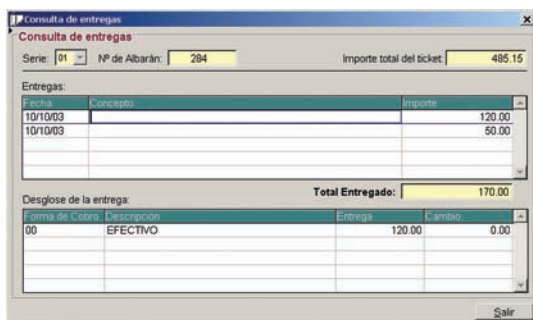 Consulta de entregas
Consulta de entregas
Serie: 01 Nº de Albarán: 284 Importe total del ticket: 485.15
Entregas:
Fecha Concepto Importe
10/10/03 120.00
10/10/03 50.00
Total Entregado: 170.00
Desglose de la entrega:
Forma de Cobro Descripción Entrega Cambio
00 EFECTIVO 120.00 0.00
Salir